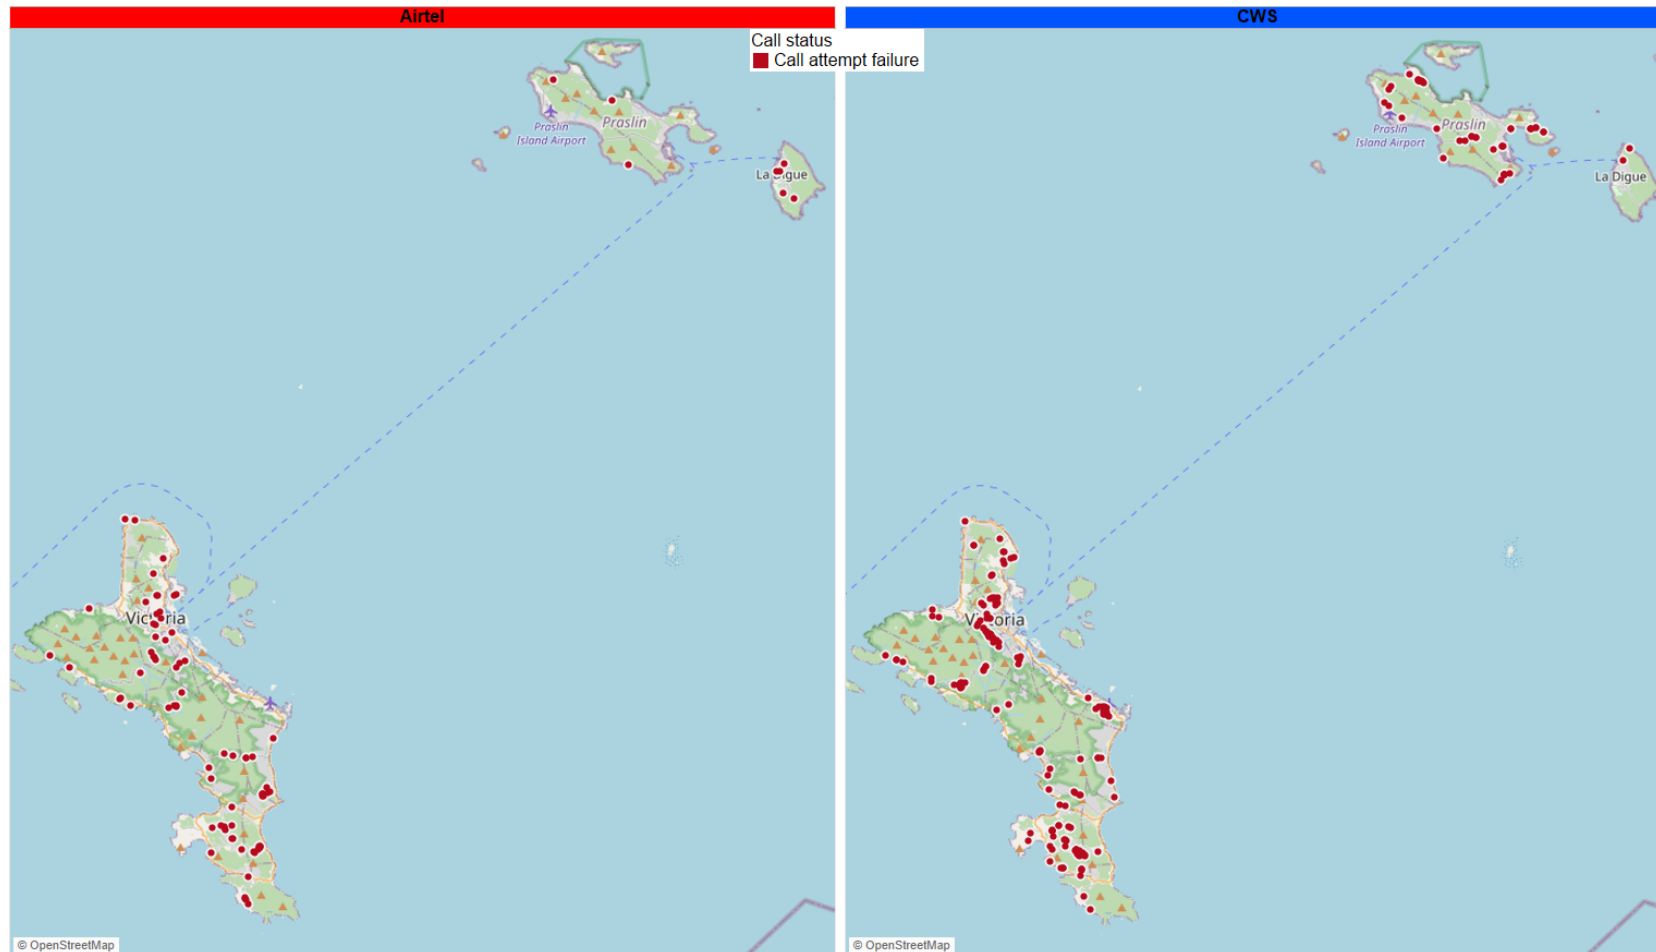 Airtel
CWS
Call status
Call attempt failure
Praslin
Praslin
Island Airport
La Digue
Victoria
© OpenStreetMap
Praslin
Praslin
Island Airport
La Digue
Victoria
© OpenStreetMap